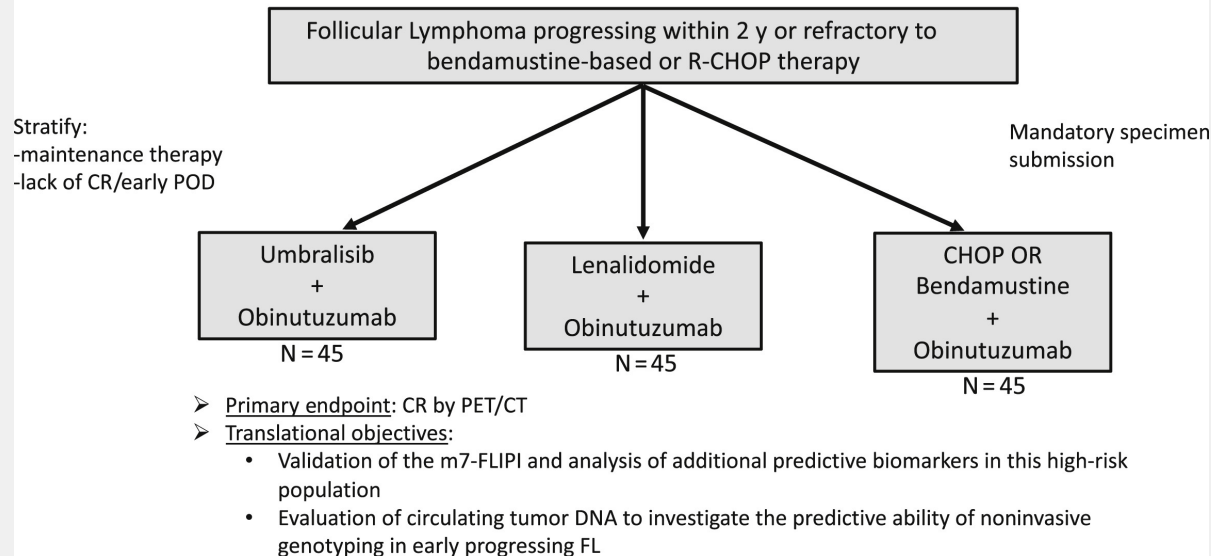 Follicular Lymphoma progressing within 2 y or refractory to
bendamustine-based or R-CHOP therapy
Stratify:
-maintenance therapy
-lack of CR/early POD
Mandatory specimen
submission
Umbralisib
+
Obinutuzumab
N = 45
Lenalidomide
+
Obinutuzumab
N = 45
CHOP OR
Bendamustine
+
Obinutuzumab
N = 45
➢ Primary endpoint: CR by PET/CT
➢ Translational objectives:
• Validation of the m7-FLIPI and analysis of additional predictive biomarkers in this high-risk
population
• Evaluation of circulating tumor DNA to investigate the predictive ability of noninvasive
genotyping in early progressing FL